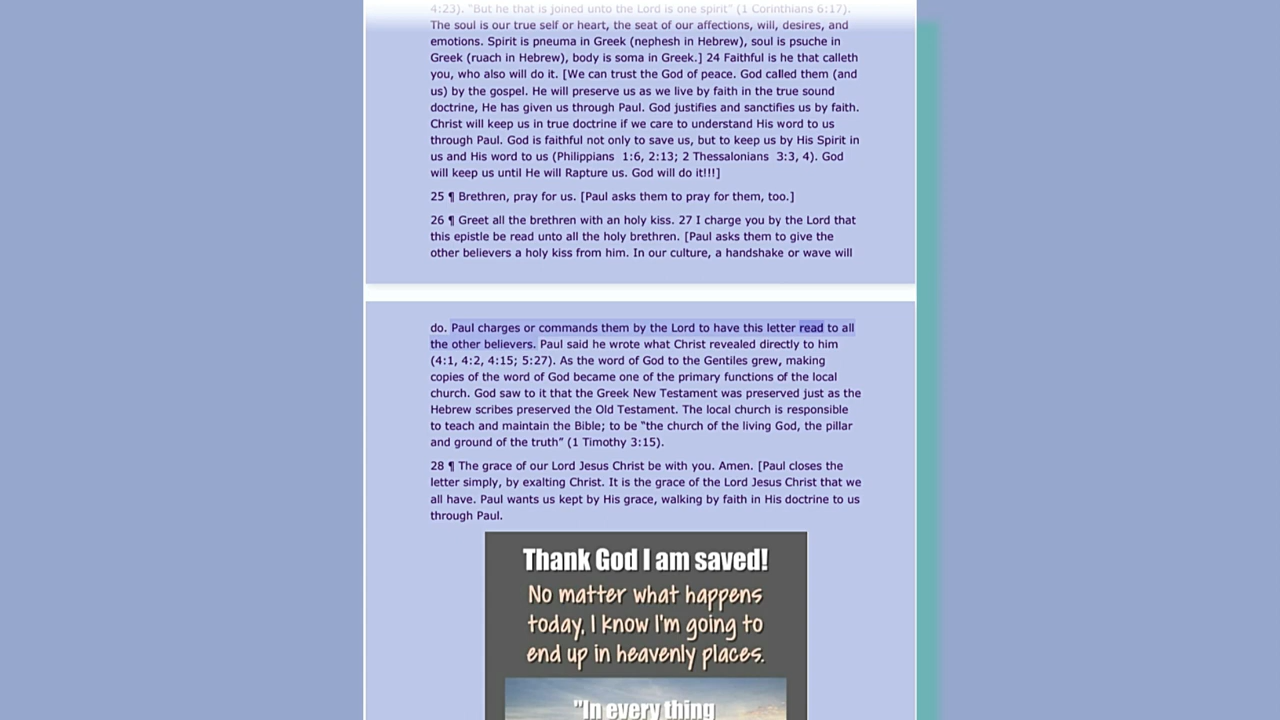 4:23). "But he that is joined unto the Lord is one spirit" (1 Corinthians 6:17).
The soul is our true self or heart, the seat of our affections, will, desires, and
emotions. Spirit is pneuma in Greek (nephesh in Hebrew), soul is psuche in
Greek (ruach in Hebrew), body is soma in Greek.] 24 Faithful is he that calleth
you, who also will do it. [We can trust the God of peace. God called them (and
us) by the gospel. He will preserve us as we live by faith in the true sound
doctrine, He has given us through Paul. God justifies and sanctifies us by faith.
Christ will keep us in true doctrine if we care to understand His word to us
through Paul. God is faithful not only to save us, but to keep us by His Spirit in
us and His word to us (Philippians 1:6, 2:13; 2 Thessalonians 3:3, 4). God
will keep us until He will Rapture us. God will do it!!!]
25 ¶ Brethren, pray for us. [Paul asks them to pray for them, too.]
26 ¶ Greet all the brethren with an holy kiss. 27 I charge you by the Lord that
this epistle be read unto all the holy brethren. [Paul asks them to give the
other believers a holy kiss from him. In our culture, a handshake or wave will
do. Paul charges or commands them by the Lord to have this letter read to all
the other believers. Paul said he wrote what Christ revealed directly to him
(4:1, 4:2, 4:15; 5:27). As the word of God to the Gentiles grew, making
copies of the word of God became one of the primary functions of the local
church. God saw to it that the Greek New Testament was preserved just as the
Hebrew scribes preserved the Old Testament. The local church is responsible
to teach and maintain the Bible; to be "the church of the living God, the pillar
and ground of the truth" (1 Timothy 3:15).
28 ¶ The grace of our Lord Jesus Christ be with you. Amen. [Paul closes the
letter simply, by exalting Christ. It is the grace of the Lord Jesus Christ that we
all have. Paul wants us kept by His grace, walking by faith in His doctrine to us
through Paul.
Thank God I am saved!
No matter what happens
today, I know I'm going to
end up in heavenly places.
"In every thing